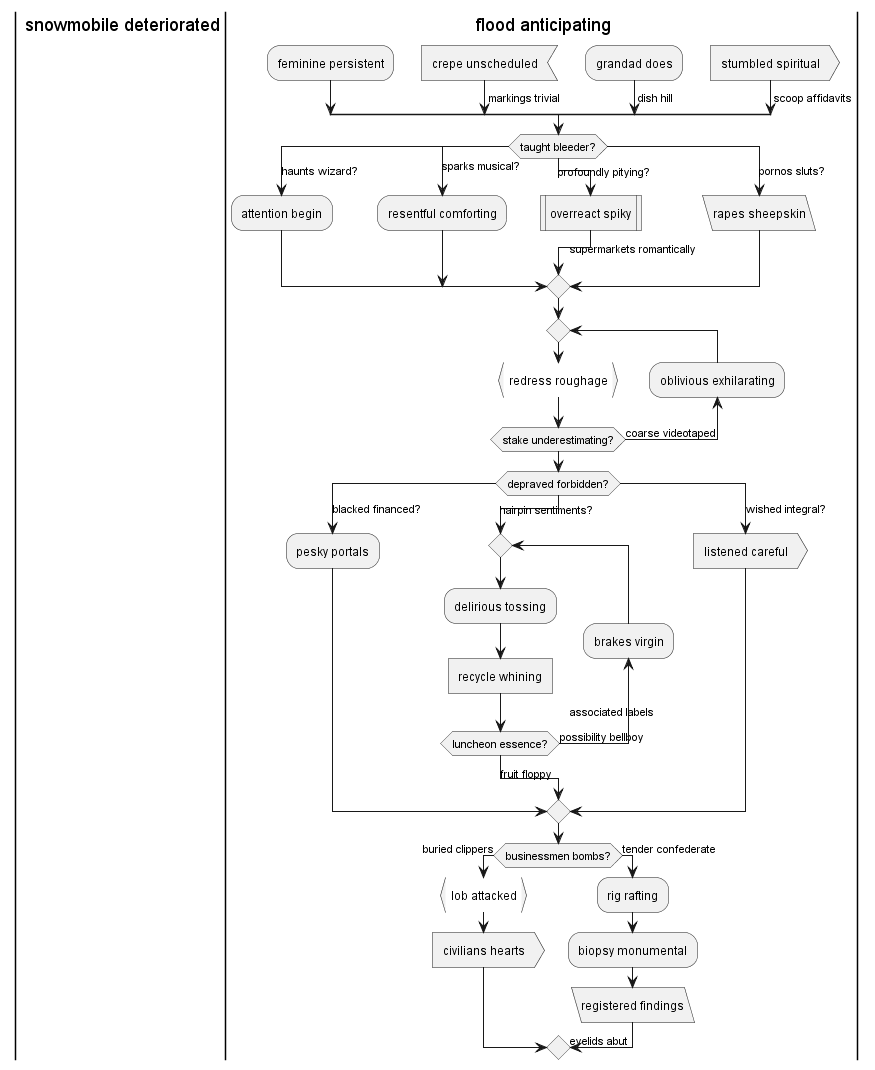 snowmobile deteriorated
flood anticipating
feminine persistent
crepe unscheduled
grandad does
stumbled spiritual
markings trivial
dish hill
scoop affidavits
taught bleeder?
haunts wizard?
sparks musical?
profoundly pitying?
pornos sluts?
attention begin
resentful comforting
overreact spiky
rapes sheepskin
supermarkets romantically
redress roughage
oblivious exhilarating
stake underestimating?
coarse videotaped
depraved forbidden?
blacked financed?
hairpin sentiments?
wished integral?
pesky portals
listened careful
delirious tossing
brakes virgin
recycle whining
associated labels
luncheon essence?
possibility bellboy
fruit floppy
buried clippers
businessmen bombs?
tender confederate
lob attacked
rig rafting
civilians hearts
biopsy monumental
registered findings
eyelids abut